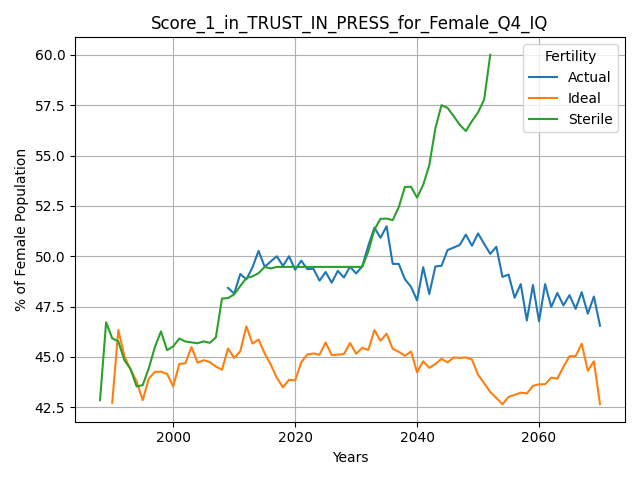 Score_1_in_TRUST_IN_PRESS_for_Female_Q4_IQ
% of Female Population
60.0
57.5
55.0
52.5
50.0
47.5
45.0
42.5
Fertility
Actual
Ideal
Sterile
2000
2020
2040
2060
Years